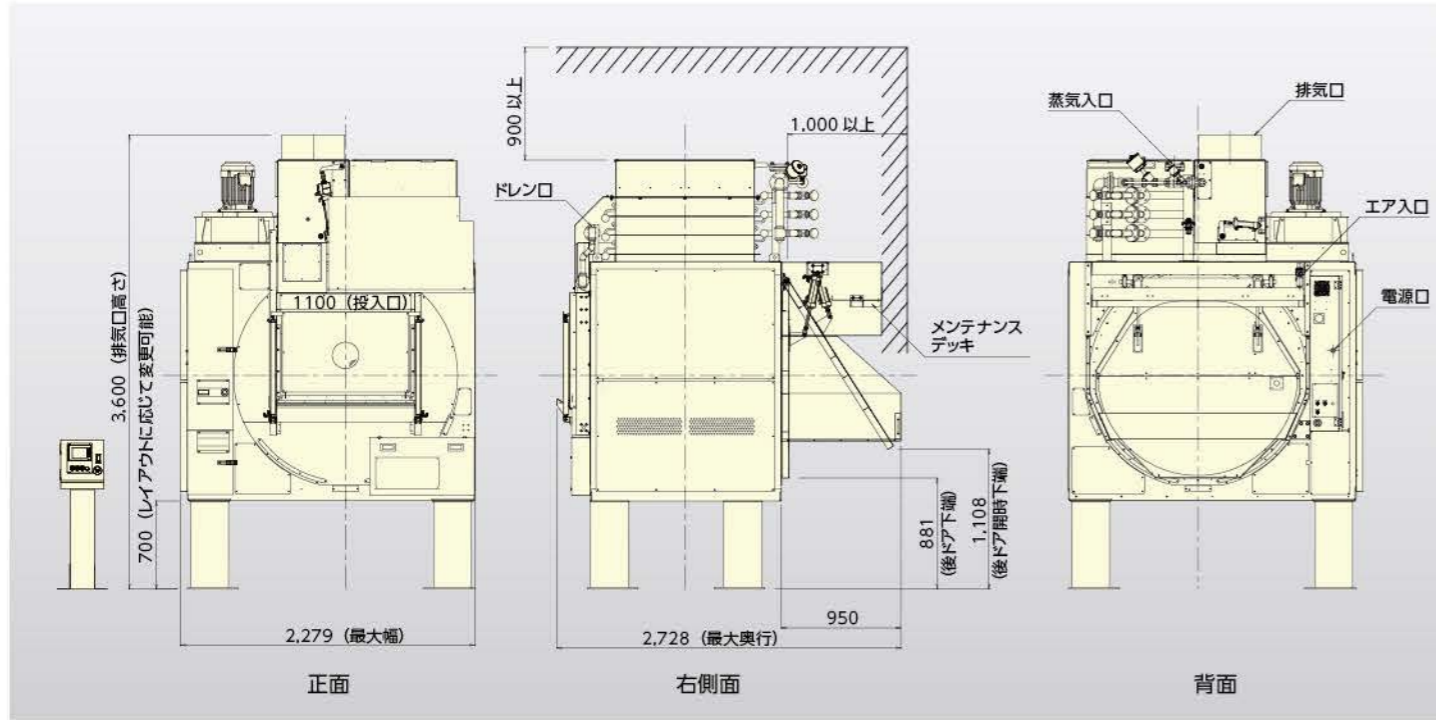 3,600 (排気口高さ)
700 (レイアウトに応じて変更可能)
1100 (投入口)
2,279 (最大幅)
正面
900 以上
1,000 以上
ドレン口
メンテナンス
デッキ
881
(後ドア下端)
1,108
(後ドア開時下端)
950
2,728 (最大奥行)
右側面
蒸気入口
排気口
エア入口
電源口
背面